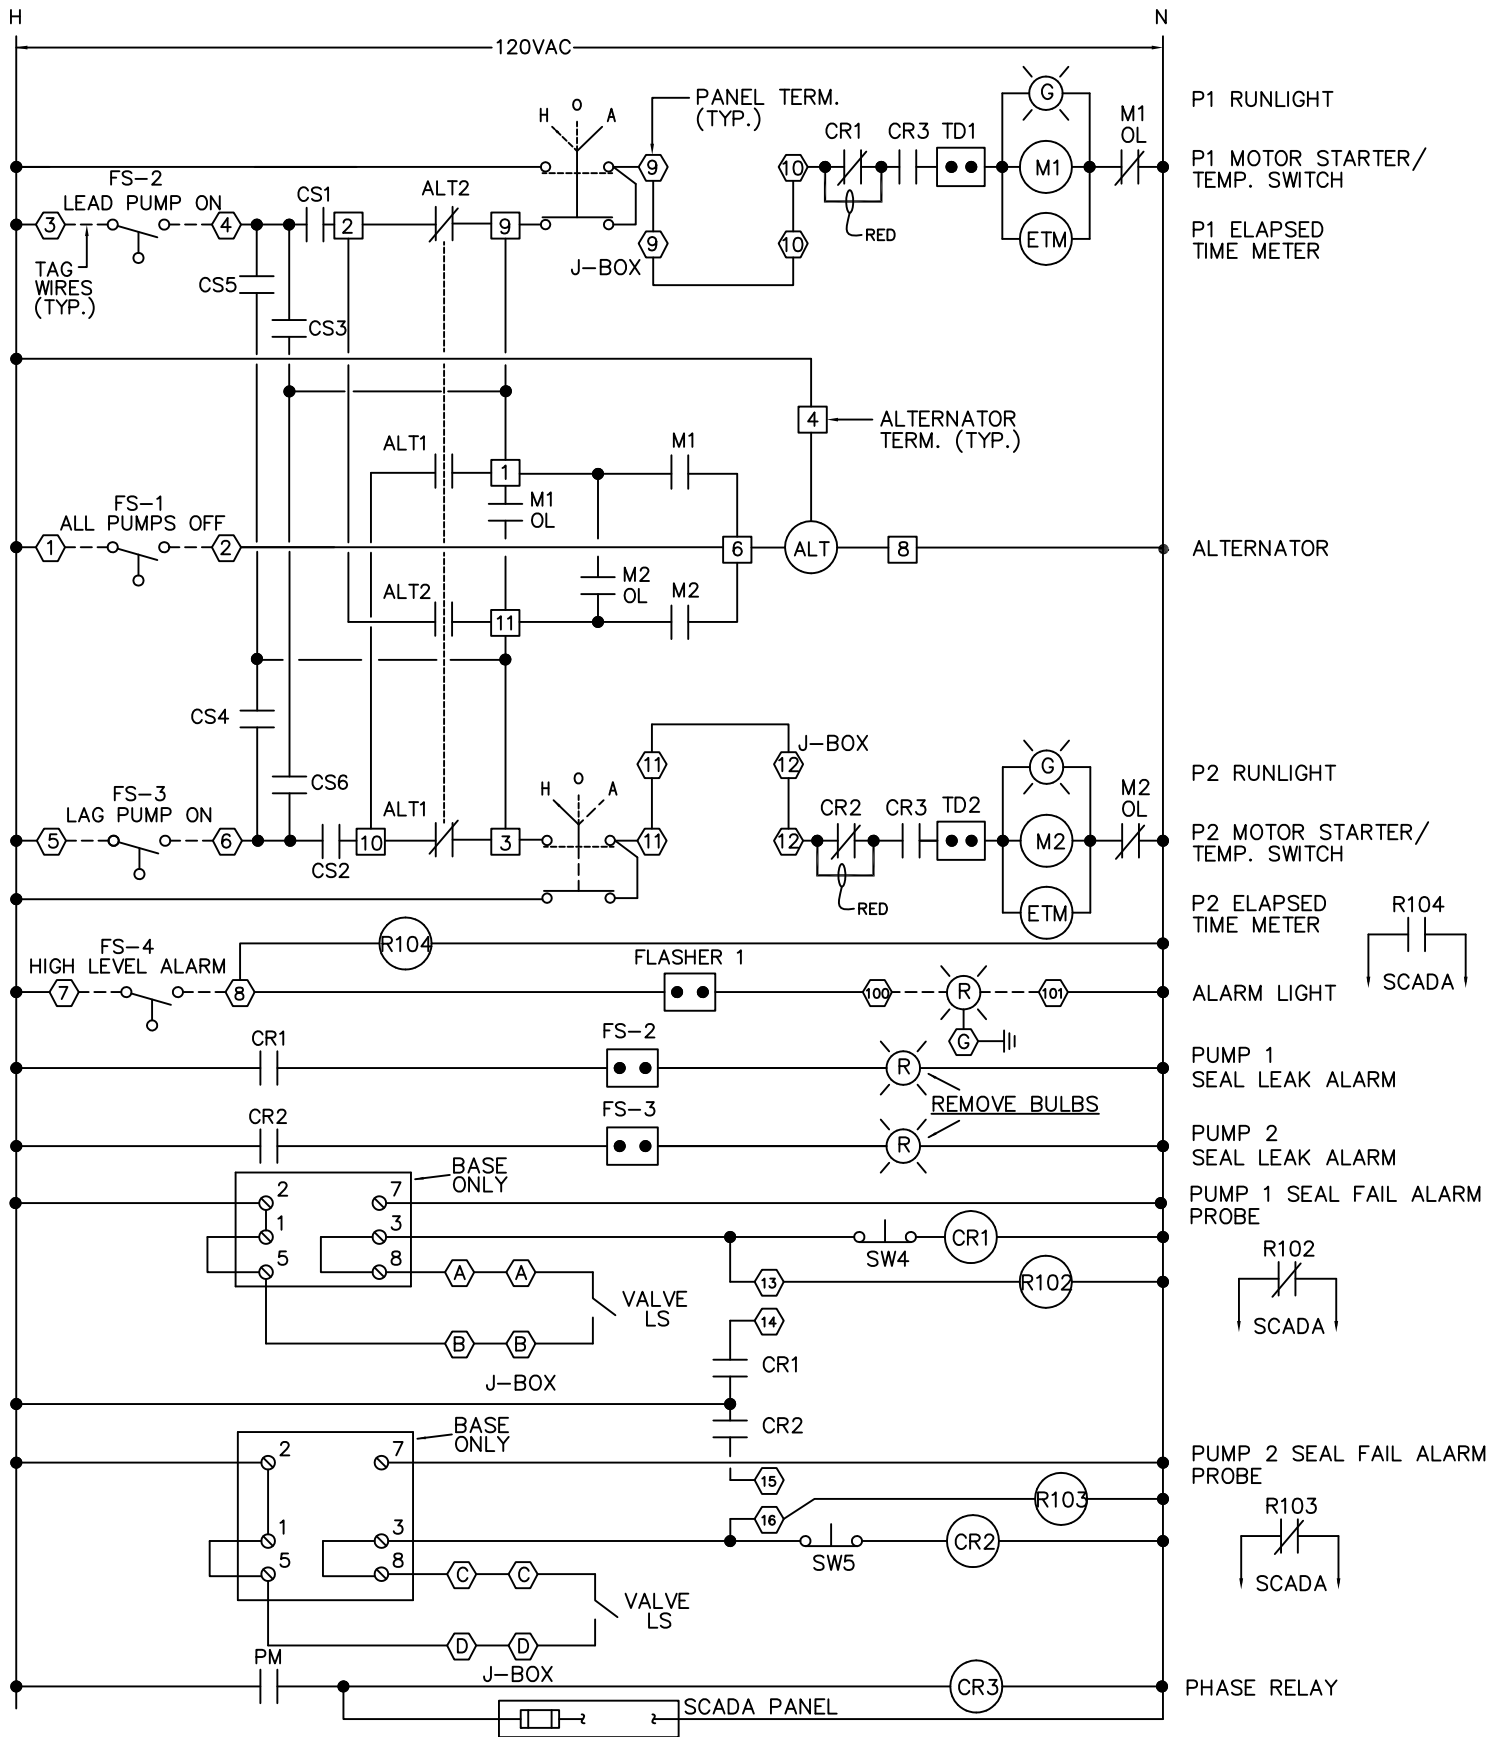 H
N
120VAC
H
O
A
PANEL TERM.
(TYP.)
G
P1 RUNLIGHT
CR1
CR3
TD1
M1
OL
9
10
M1
P1 MOTOR STARTER/
TEMP. SWITCH
RED
FS-2
LEAD PUMP ON
CS1
ALT2
3
4
2
9
9
10
J-BOX
ETM
P1 ELAPSED
TIME METER
TAG
WIRES
(TYP.)
CS5
CS3
4
ALTERNATOR
TERM. (TYP.)
ALT1
1
M1
M1
OL
FS-1
ALL PUMPS OFF
1
2
6
ALT
8
ALTERNATOR
M2
OL
ALT2
11
M2
CS4
CS6
J-BOX
11
12
G
P2 RUNLIGHT
FS-3
LAG PUMP ON
ALT1
H
O
A
CR2
CR3
TD2
M2
OL
5
6
CS2
10
3
11
12
M2
P2 MOTOR STARTER/
TEMP. SWITCH
RED
ETM
P2 ELAPSED
TIME METER
R104
SCADA
R104
FS-4
HIGH LEVEL ALARM
7
8
FLASHER 1
100
R
101
ALARM LIGHT
G
CR1
FS-2
R
PUMP 1
SEAL LEAK ALARM
REMOVE BULBS
CR2
FS-3
R
PUMP 2
SEAL LEAK ALARM
BASE
ONLY
2
7
1
3
5
8
PUMP 1 SEAL FAIL ALARM
PROBE
SW4
CR1
A
A
13
R102
R102
SCADA
VALVE
LS
14
B
B
J-BOX
CR1
CR2
BASE
ONLY
2
7
1
3
5
8
PUMP 2 SEAL FAIL ALARM
PROBE
15
R103
16
SW5
CR2
R103
SCADA
C
C
VALVE
LS
D
D
J-BOX
PM
CR3
PHASE RELAY
SCADA PANEL